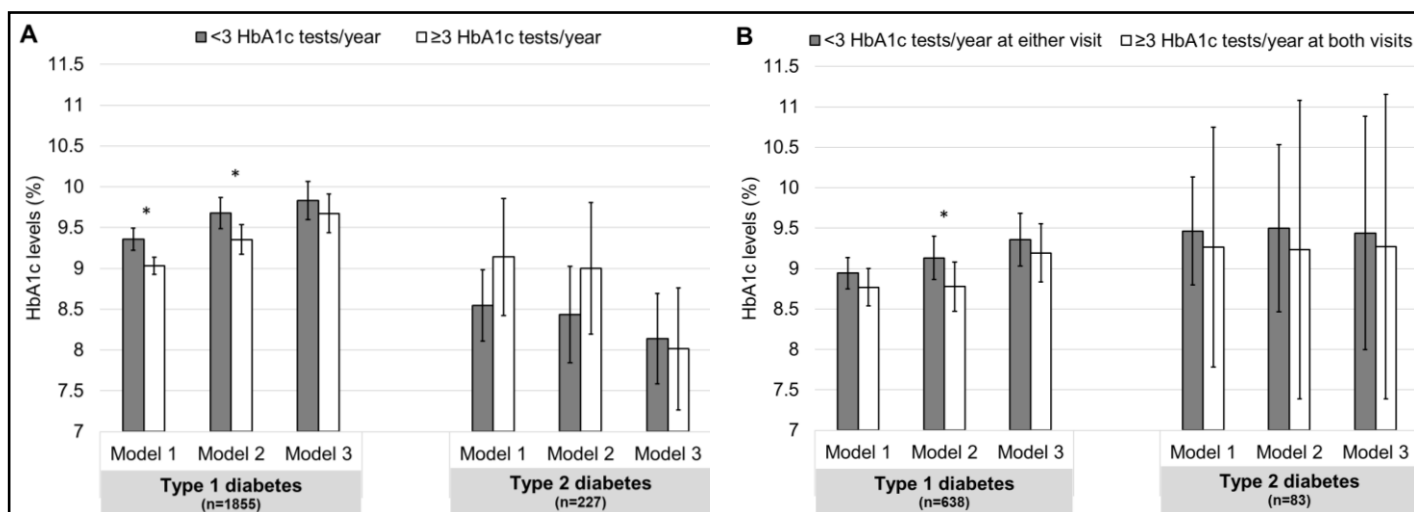 A
<3 HbA1c tests/year ≥3 HbA1c tests/year
HbA1c levels (%)
11.5
11
10.5
10
9.5
9
8.5
8
7.5
7
* *
Model 1 Model 2 Model 3 Model 1 Model 2 Model 3
Type 1 diabetes Type 2 diabetes
(n=1855) (n=227)
B
<3 HbA1c tests/year at either visit ≥3 HbA1c tests/year at both visits
HbA1c levels (%)
11.5
11
10.5
10
9.5
9
8.5
8
7.5
7
*
Model 1 Model 2 Model 3 Model 1 Model 2 Model 3
Type 1 diabetes Type 2 diabetes
(n=638) (n=83)